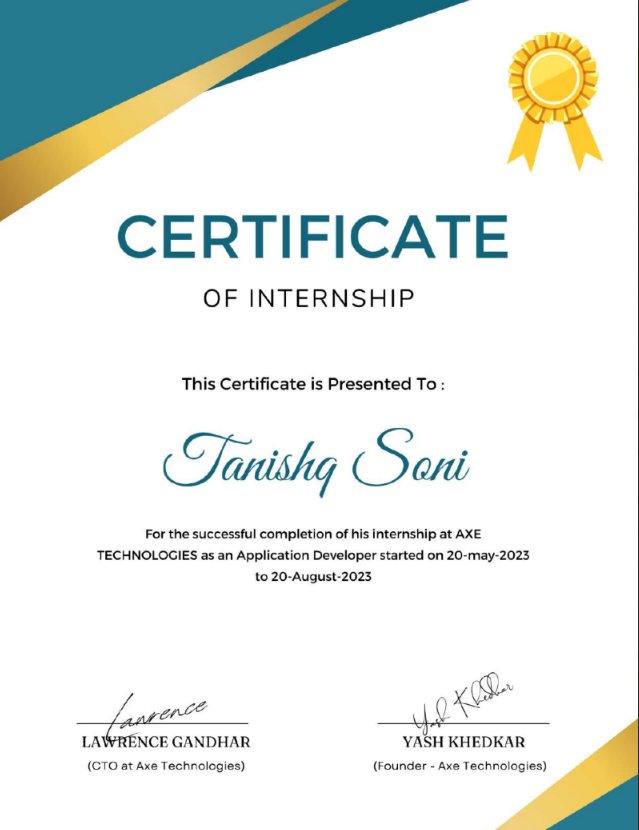 CERTIFICATE
OF INTERNSHIP
This Certificate is Presented To :
Tanishq Soni
For the successful completion of his internship at AXE
TECHNOLOGIES as an Application Developer started on 20-may-2023
to 20-August-2023
Lawrence
Yash Khedkar
LAWRENCE GANDHAR
YASH KHEDKAR
(CTO at Axe Technologies)
(Founder - Axe Technologies)